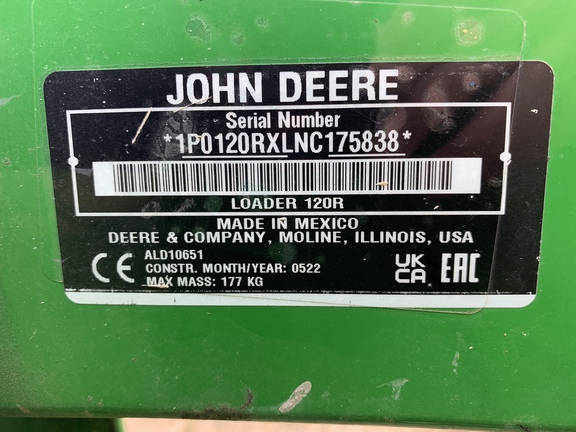 JOHN DEERE
Serial Number
*1P0120RXLNC175838*
LOADER 120R
MADE IN MEXICO
DEERE & COMPANY, MOLINE, ILLINOIS, USA
ALD10651
CONSTR. MONTH/YEAR: 0522
MAX MASS: 177 KG
CE
UK
CA
EAC